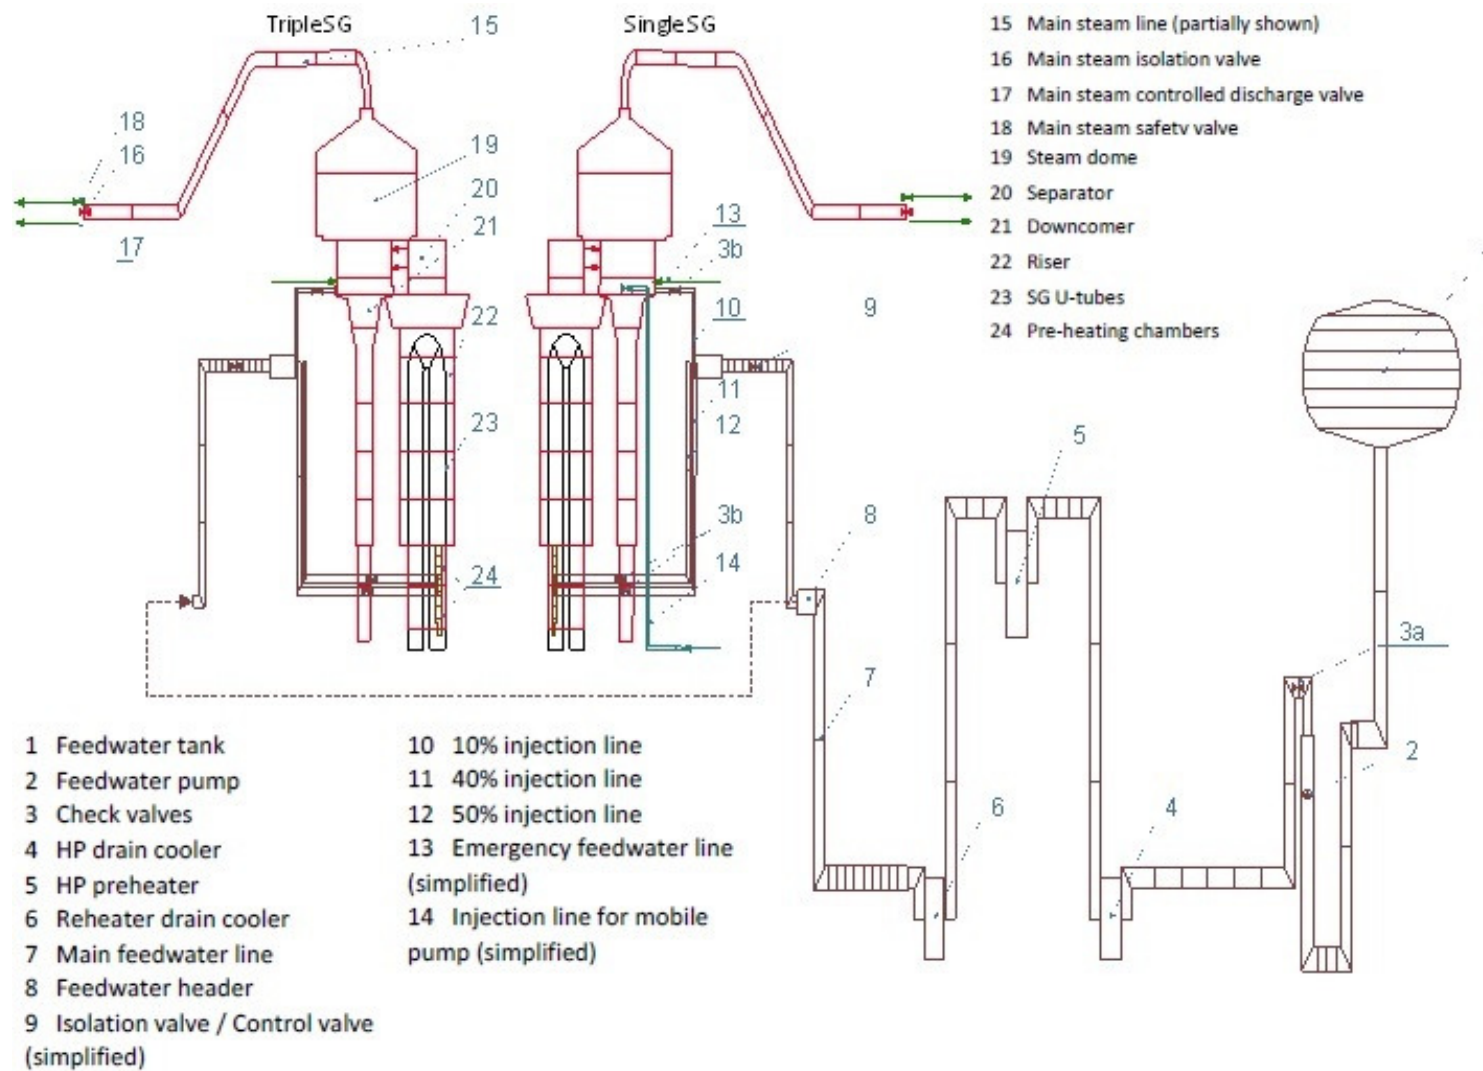 TripleSG
SingleSG
15
18
16
17
19
20
21
22
23
24
13
3b
10
9
11
12
3b
14
8
5
7
6
4
3a
2
15 Main steam line (partially shown)
16 Main steam isolation valve
17 Main steam controlled discharge valve
18 Main steam safety valve
19 Steam dome
20 Separator
21 Downcomer
22 Riser
23 SG U-tubes
24 Pre-heating chambers
1 Feedwater tank
2 Feedwater pump
3 Check valves
4 HP drain cooler
5 HP preheater
6 Reheater drain cooler
7 Main feedwater line
8 Feedwater header
9 Isolation valve / Control valve
(simplified)
10 10% injection line
11 40% injection line
12 50% injection line
13 Emergency feedwater line
(simplified)
14 Injection line for mobile
pump (simplified)